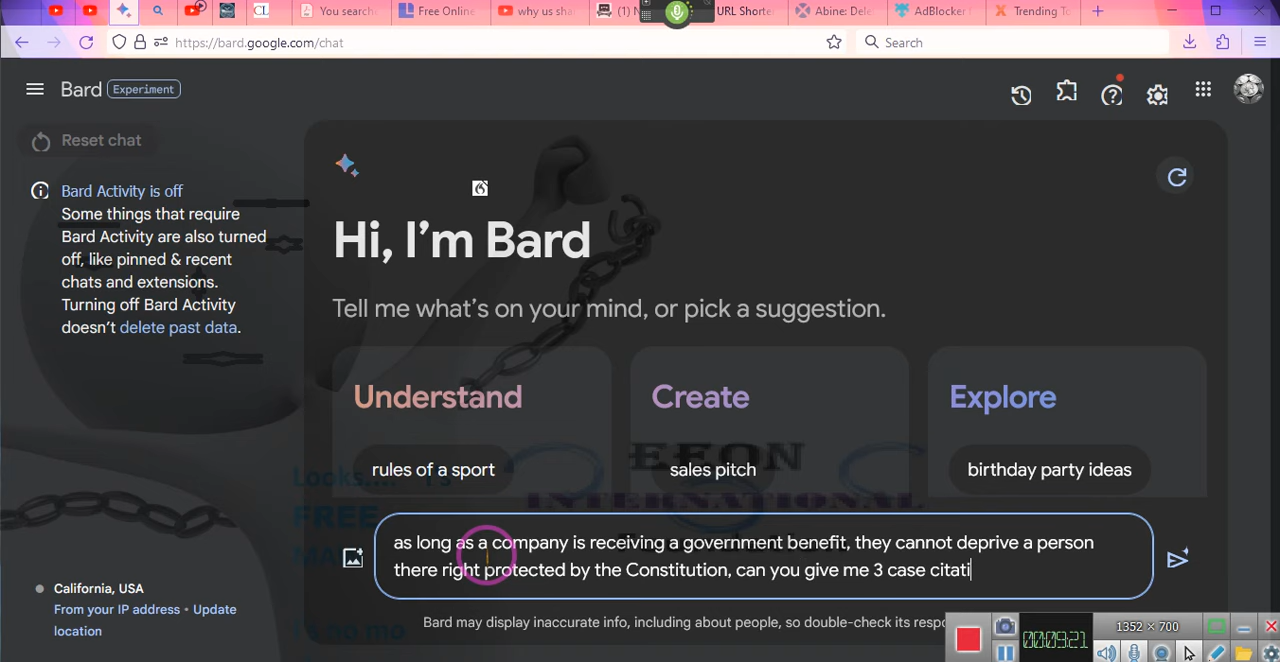 CL
You search
Free Online
why us sha
(1) N
URL Shorte
Abine: Dele
AdBlocker
Trending To
https://bard.google.com/chat
Search
Bard Experiment
Reset chat
Bard Activity is off
Some things that require
Bard Activity are also turned
off, like pinned & recent
chats and extensions.
Turning off Bard Activity
doesn't delete past data.
Hi, I'm Bard
Tell me what's on your mind, or pick a suggestion.
Understand
Create
Explore
rules of a sport
sales pitch
birthday party ideas
INTERNATIONAL
Looks....
FREE
as long as a company is receiving a government benefit, they cannot deprive a person
there right protected by the Constitution, can you give me 3 case citati
California, USA
From your IP address • Update
location
Bard may display inaccurate info, including about people, so double-check its resp
1352 × 700
00:09:21